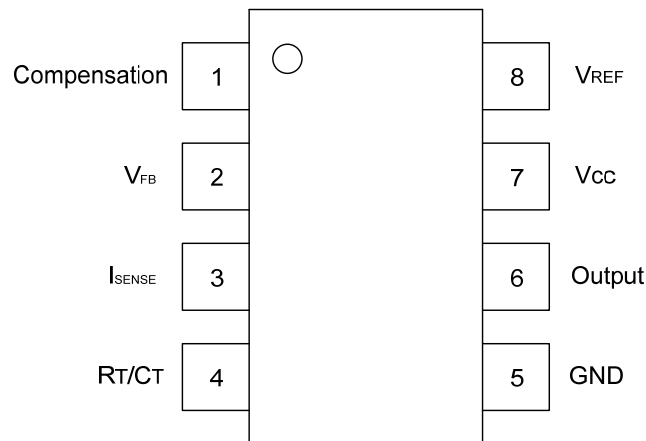 Compensation 1 8 VREF
VFB 2 7 VCC
ISENSE 3 6 Output
RT/CT 4 5 GND